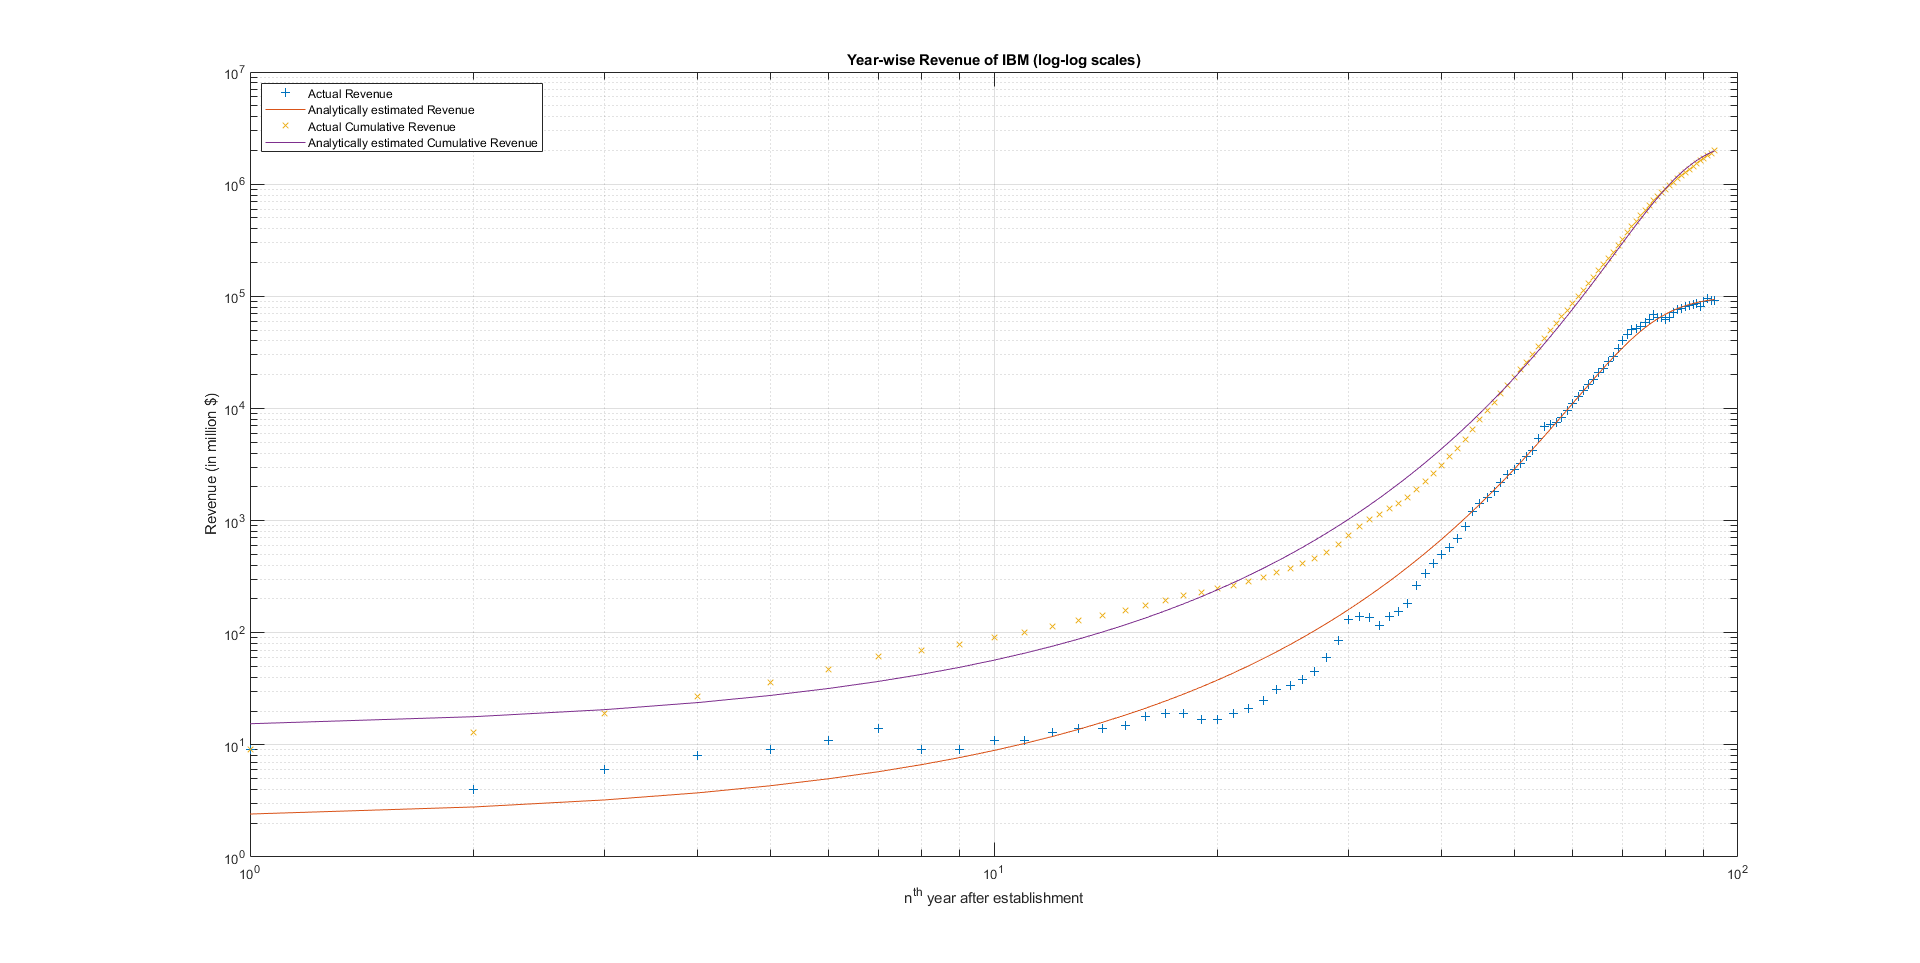 Year-wise Revenue of IBM (log-log scales)
10^7
Actual Revenue
Analytically estimated Revenue
Actual Cumulative Revenue
Analytically estimated Cumulative Revenue
10^6
10^5
10^4
Revenue (in million $)
10^3
10^2
10^1
10^0
10^0 10^1 10^2
n^th year after establishment